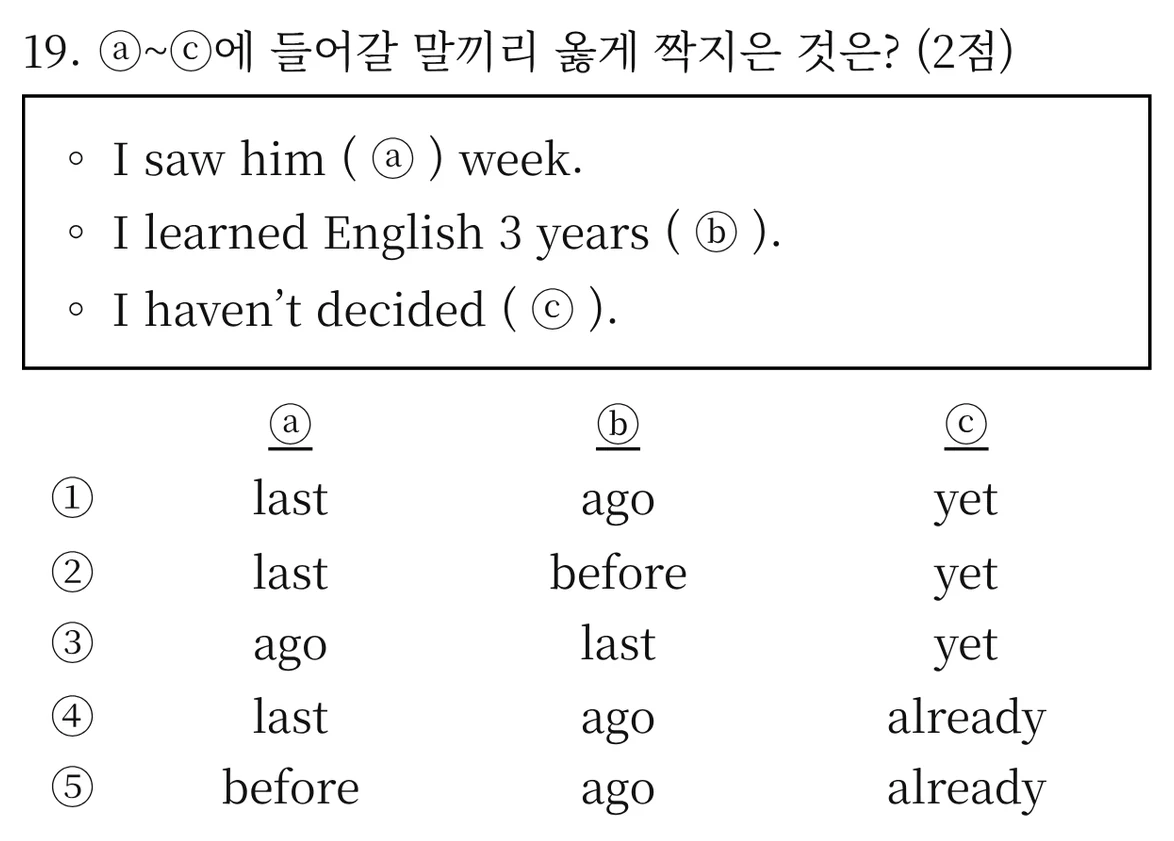 19. ⓐ~ⓒ에 들어갈 말끼리 옳게 짝지은 것은? (2점)
◦ I saw him ( ⓐ ) week.
◦ I learned English 3 years ( ⓑ ).
◦ I haven’t decided ( ⓒ ).
ⓐ ⓑ ⓒ
① last ago yet
② last before yet
③ ago last yet
④ last ago already
⑤ before ago already